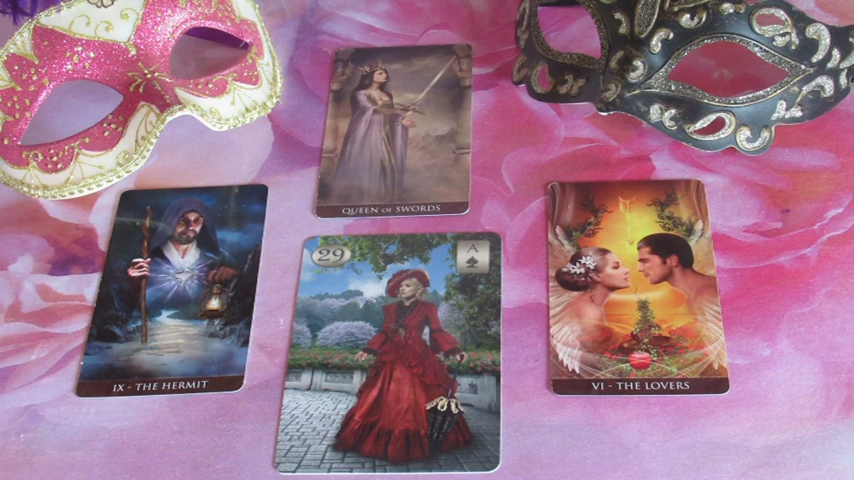 QUEEN OF SWORDS
IX - THE HERMIT
29
A
VI - THE LOVERS